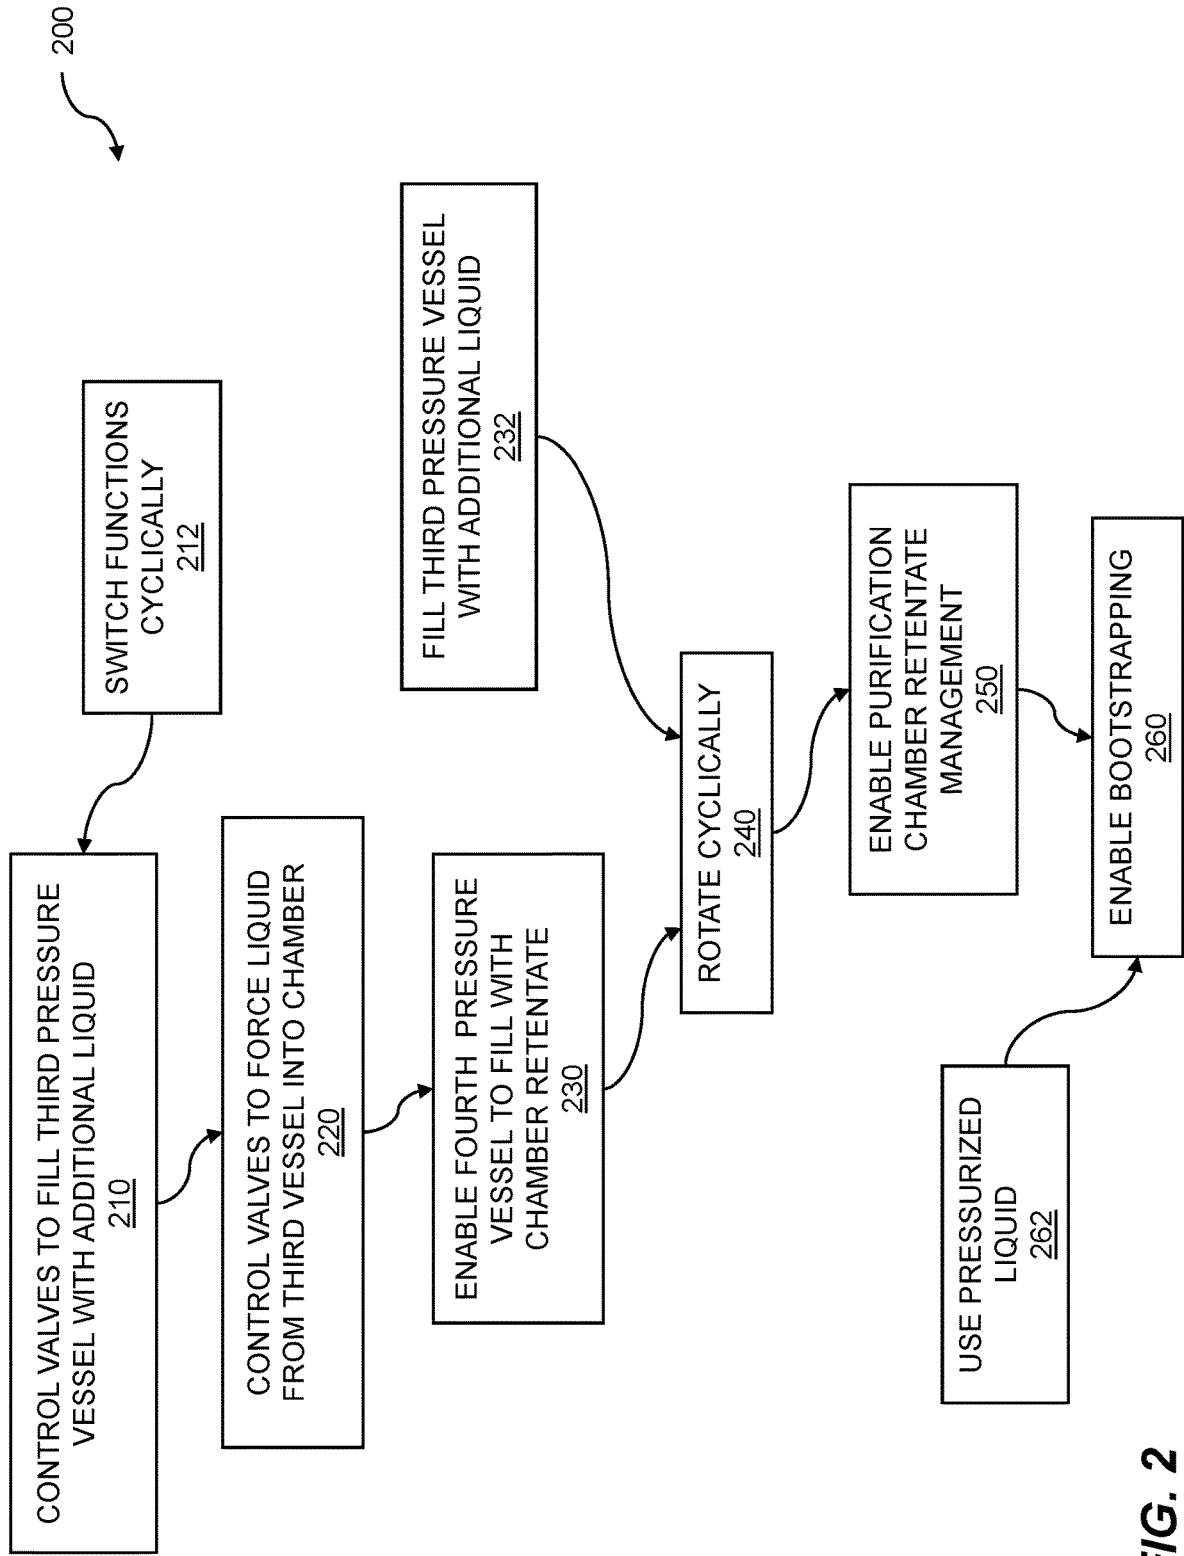 200
CONTROL VALVES TO FILL THIRD PRESSURE
VESSEL WITH ADDITIONAL LIQUID
210
SWITCH FUNCTIONS
CYCLICALLY
212
CONTROL VALVES TO FORCE LIQUID
FROM THIRD VESSEL INTO CHAMBER
220
ENABLE FOURTH PRESSURE
VESSEL TO FILL WITH
CHAMBER RETENTATE
230
FILL THIRD PRESSURE VESSEL
WITH ADDITIONAL LIQUID
232
ROTATE CYCLICALLY
240
ENABLE PURIFICATION
CHAMBER RETENTATE
MANAGEMENT
250
USE PRESSURIZED
LIQUID
262
ENABLE BOOTSTRAPPING
260
FIG. 2